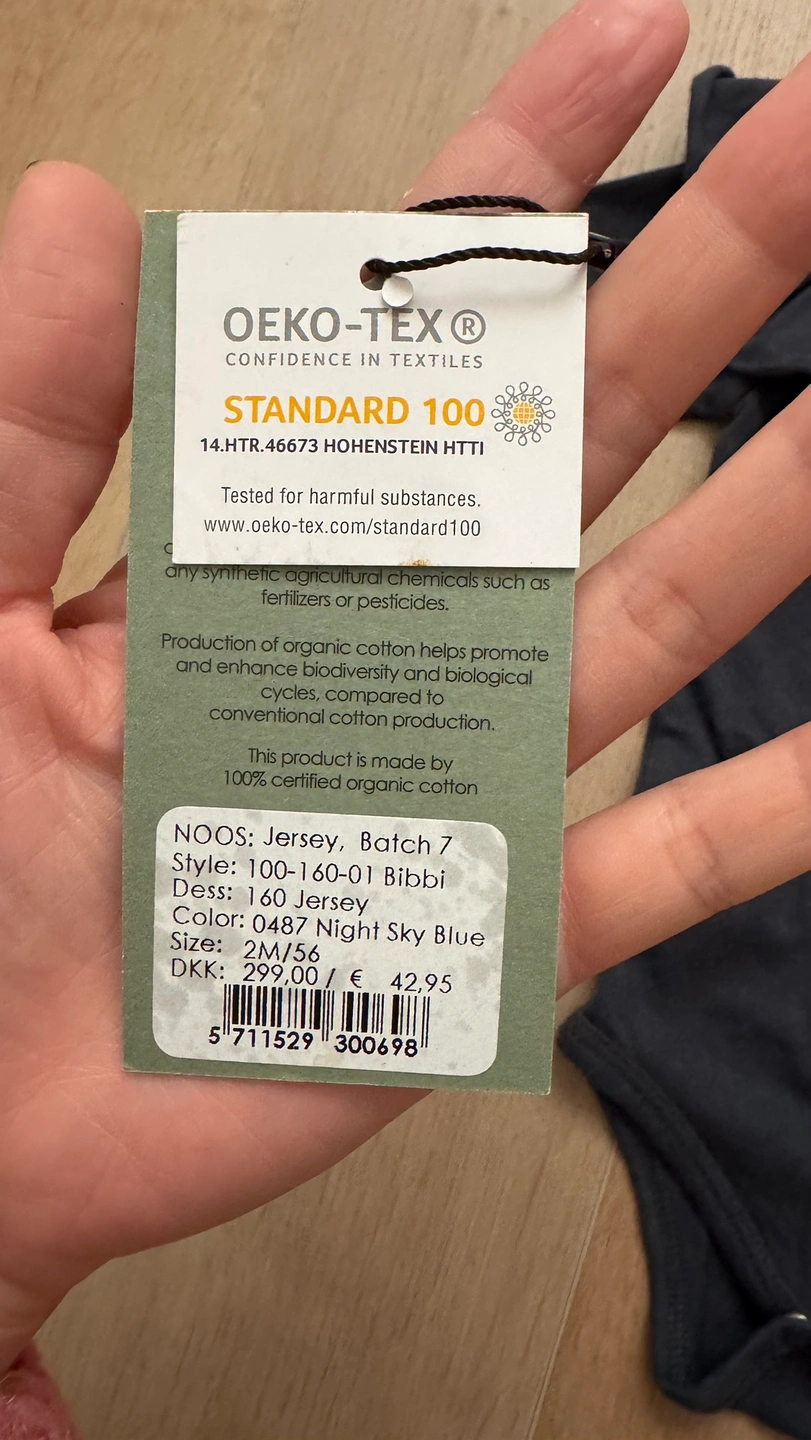 OEKO-TEX®
CONFIDENCE IN TEXTILES
STANDARD 100
14.HTR.46673 HOHENSTEIN HTTI
Tested for harmful substances.
www.oeko-tex.com/standard100
any synthetic agricultural chemicals such as
fertilizers or pesticides.
Production of organic cotton helps promote
and enhance biodiversity and biological
cycles, compared to
conventional cotton production.
This product is made by
100% certified organic cotton
NOOS: Jersey, Batch 7
Style: 100-160-01 Bibbi
Dess: 160 Jersey
Color: 0487 Night Sky Blue
Size: 2M/56
DKK: 299,00 / € 42,95
5 711529 300698